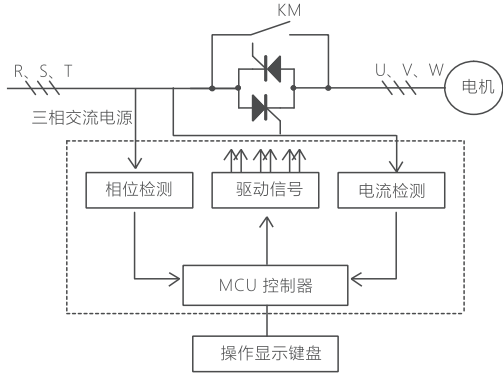 KM
R、S、T
U、V、W
电机
三相交流电源
相位检测
驱动信号
电流检测
MCU 控制器
操作显示键盘